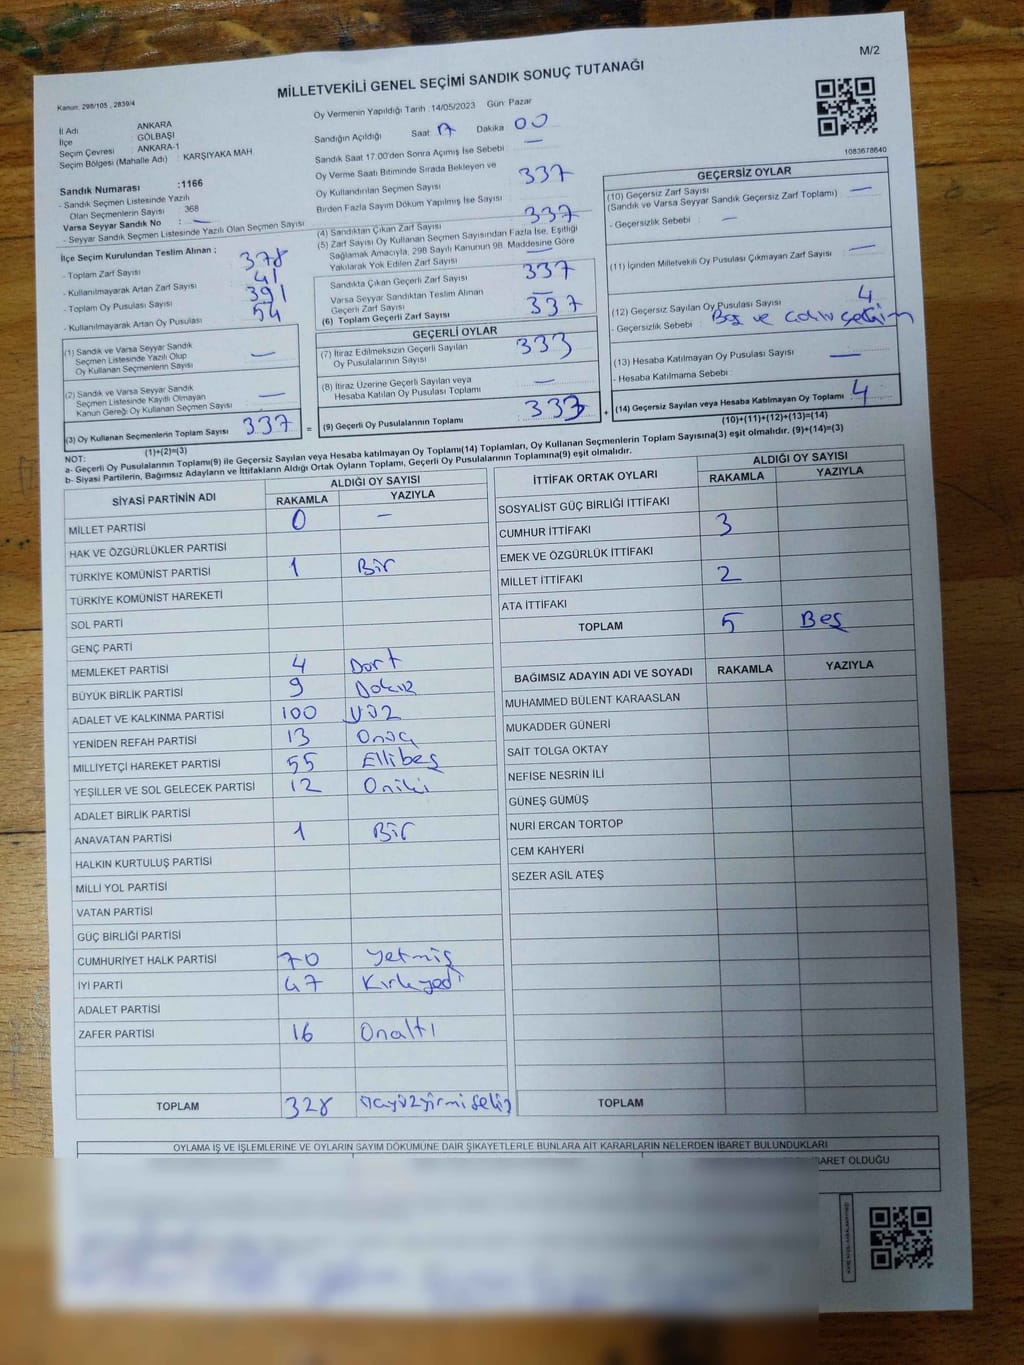 M/2
Kanun: 298/105 , 2839/4
MİLLETVEKİLİ GENEL SEÇİMİ SANDIK SONUÇ TUTANAĞI
İl Adı ANKARA
İlçe GÖLBAŞI
Seçim Çevresi ANKARA-1
Seçim Bölgesi (Mahalle Adı) : KARŞIYAKA MAH
Sandık Numarası :1166
- Sandık Seçmen Listesinde Yazılı
Olan Seçmenlerin Sayısı : 368
Varsa Seyyar Sandık No : —
- Seyyar Sandık Seçmen Listesinde Yazılı Olan Seçmen Sayısı
İlçe Seçim Kurulundan Teslim Alınan :
- Toplam Zarf Sayısı 378
- Kullanılmayarak Artan Zarf Sayısı 41
- Toplam Oy Pusulası Sayısı 391
- Kullanılmayarak Artan Oy Pusulası 54
(1) Sandık ve Varsa Seyyar Sandık
Seçmen Listesinde Yazılı Olup
Oy Kullanan Seçmenlerin Sayısı —
(2) Sandık ve Varsa Seyyar Sandık
Seçmen Listesinde Kayıtlı Olmayan
Kanun Gereği Oy Kullanan Seçmen Sayısı —
(3) Oy Kullanan Seçmenlerin Toplam Sayısı 337
(1)+(2)=(3)
Oy Vermenin Yapıldığı Tarih :14/05/2023 Gün: Pazar
Sandığın Açıldığı Saat: 17 Dakika 00
Sandık Saat 17.00'den Sonra Açımış İse Sebebi : —
Oy Verme Saati Bitiminde Sırada Bekleyen ve
Oy Kullandırılan Seçmen Sayısı 337
Birden Fazla Sayım Döküm Yapılmış İse Sayısı :
(4) Sandıktan Çıkan Zarf Sayısı 337
(5) Zarf Sayısı Oy Kullanan Seçmen Sayısından Fazla İse, Eşitliği
Sağlamak Amacıyla, 298 Sayılı Kanunun 98. Maddesine Göre
Yakılarak Yok Edilen Zarf Sayısı —
Sandıkta Çıkan Geçerli Zarf Sayısı 337
Varsa Seyyar Sandıktan Teslim Alınan
Geçerli Zarf Sayısı —
(6) Toplam Geçerli Zarf Sayısı 337
GEÇERLİ OYLAR
(7) İtiraz Edilmeksizin Geçerli Sayılan
Oy Pusulalarının Sayısı 333
(8) İtiraz Üzerine Geçerli Sayılan veya
Hesaba Katılan Oy Pusulası Toplamı —
= (9) Geçerli Oy Pusulalarının Toplamı 333 +
1083678640
GEÇERSİZ OYLAR
(10) Geçersiz Zarf Sayısı
(Sandık ve Varsa Seyyar Sandık Geçersiz Zarf Toplamı) —
- Geçersizlik Sebebi : —
(11) İçinden Milletvekili Oy Pusulası Çıkmayan Zarf Sayısı —
(12) Geçersiz Sayılan Oy Pusulası Sayısı 4
- Geçersizlik Sebebi : Boş ve
(13) Hesaba Katılmayan Oy Pusulası Sayısı —
- Hesaba Katılmama Sebebi :
(14) Geçersiz Sayılan veya Hesaba Katılmayan Oy Toplamı 4
(10)+(11)+(12)+(13)=(14)
NOT:
a- Geçerli Oy Pusulalarının Toplamı(9) ile Geçersiz Sayılan veya Hesaba katılmayan Oy Toplamı(14) Toplamları, Oy Kullanan Seçmenlerin Toplam Sayısına(3) eşit olmalıdır. (9)+(14)=(3)
b- Siyasi Partilerin, Bağımsız Adayların ve İttifakların Aldığı Ortak Oyların Toplamı, Geçerli Oy Pusulalarının Toplamına(9) eşit olmalıdır.
SİYASİ PARTİNİN ADI ALDIĞI OY SAYISI
RAKAMLA YAZIYLA
MİLLET PARTİSİ 0 —
HAK VE ÖZGÜRLÜKLER PARTİSİ
TÜRKİYE KOMÜNİST PARTİSİ 1 Bir
TÜRKİYE KOMÜNİST HAREKETİ
SOL PARTİ
GENÇ PARTİ
MEMLEKET PARTİSİ 4 Dört
BÜYÜK BİRLİK PARTİSİ 9 Dokuz
ADALET VE KALKINMA PARTİSİ 100 yüz
YENİDEN REFAH PARTİSİ 13 Onüç
MİLLİYETÇİ HAREKET PARTİSİ 55 Ellibeş
YEŞİLLER VE SOL GELECEK PARTİSİ 12 Oniki
ADALET BİRLİK PARTİSİ
ANAVATAN PARTİSİ 1 Bir
HALKIN KURTULUŞ PARTİSİ
MİLLİ YOL PARTİSİ
VATAN PARTİSİ
GÜÇ BİRLİĞİ PARTİSİ
CUMHURİYET HALK PARTİSİ 70 yetmiş
İYİ PARTİ 47 Kırkyedi
ADALET PARTİSİ
ZAFER PARTİSİ 16 Onaltı
TOPLAM 328
İTTİFAK ORTAK OYLARI ALDIĞI OY SAYISI
RAKAMLA YAZIYLA
SOSYALİST GÜÇ BİRLİĞİ İTTİFAKI
CUMHUR İTTİFAKI 3
EMEK VE ÖZGÜRLÜK İTTİFAKI
MİLLET İTTİFAKI 2
ATA İTTİFAKI
TOPLAM 5 Beş
BAĞIMSIZ ADAYIN ADI VE SOYADI RAKAMLA YAZIYLA
MUHAMMED BÜLENT KARAASLAN
MUKADDER GÜNERİ
SAİT TOLGA OKTAY
NEFİSE NESRİN İLİ
GÜNEŞ GÜMÜŞ
NURİ ERCAN TORTOP
CEM KAHYERİ
SEZER ASİL ATEŞ
TOPLAM
OYLAMA İŞ VE İŞLEMLERİNE VE OYLARIN SAYIM DÖKÜMÜNE DAİR ŞİKAYETLERLE BUNLARA AİT KARARLARIN NELERDEN İBARET BULUNDUKLARI
BARET OLDUĞU